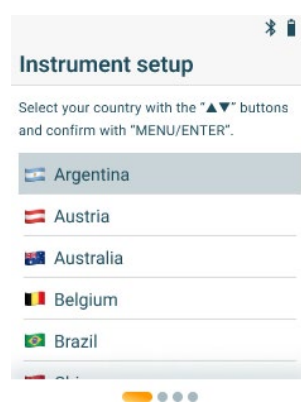 Instrument setup
Select your country with the "▲▼" buttons
and confirm with "MENU/ENTER".
Argentina
Austria
Australia
Belgium
Brazil